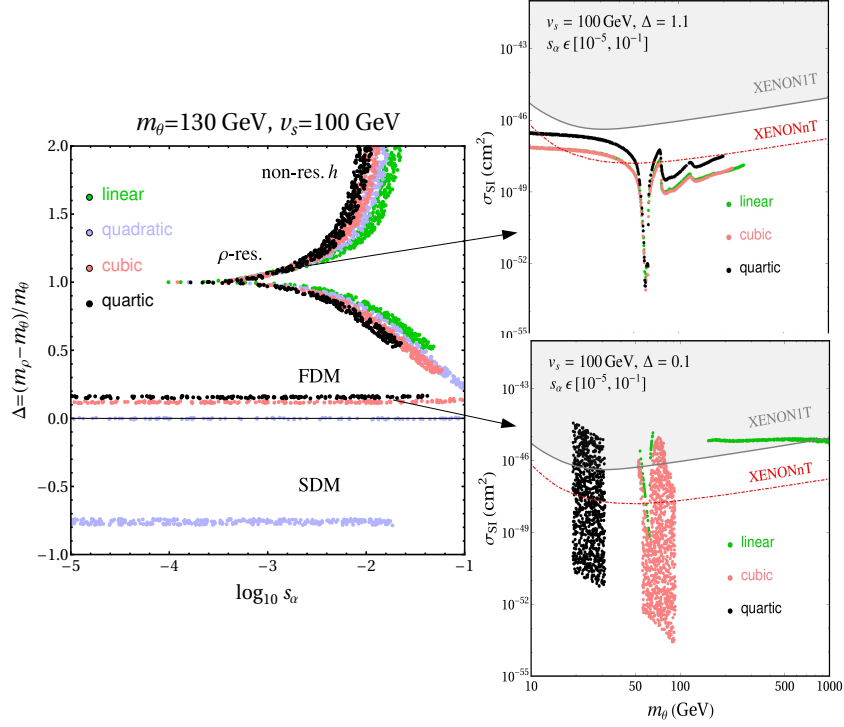 m_θ=130 GeV, v_s=100 GeV
Δ=(m_ρ−m_θ)/m_θ
2.0
1.5
1.0
0.5
0.0
−0.5
−1.0
linear
quadratic
cubic
quartic
non-res. h
ρ-res.
FDM
SDM
-5
-4
-3
-2
-1
log₁₀ s_α
v_s = 100 GeV, Δ = 1.1
s_α ϵ [10⁻⁵, 10⁻¹]
XENON1T
XENONnT
σ_SI (cm²)
10⁻⁴³
10⁻⁴⁶
10⁻⁴⁹
10⁻⁵²
10⁻⁵⁵
linear
cubic
quartic
v_s = 100 GeV, Δ = 0.1
s_α ϵ [10⁻⁵, 10⁻¹]
XENON1T
XENONnT
σ_SI (cm²)
10⁻⁴³
10⁻⁴⁶
10⁻⁴⁹
10⁻⁵²
10⁻⁵⁵
linear
cubic
quartic
10
50
100
500
1000
m_θ (GeV)